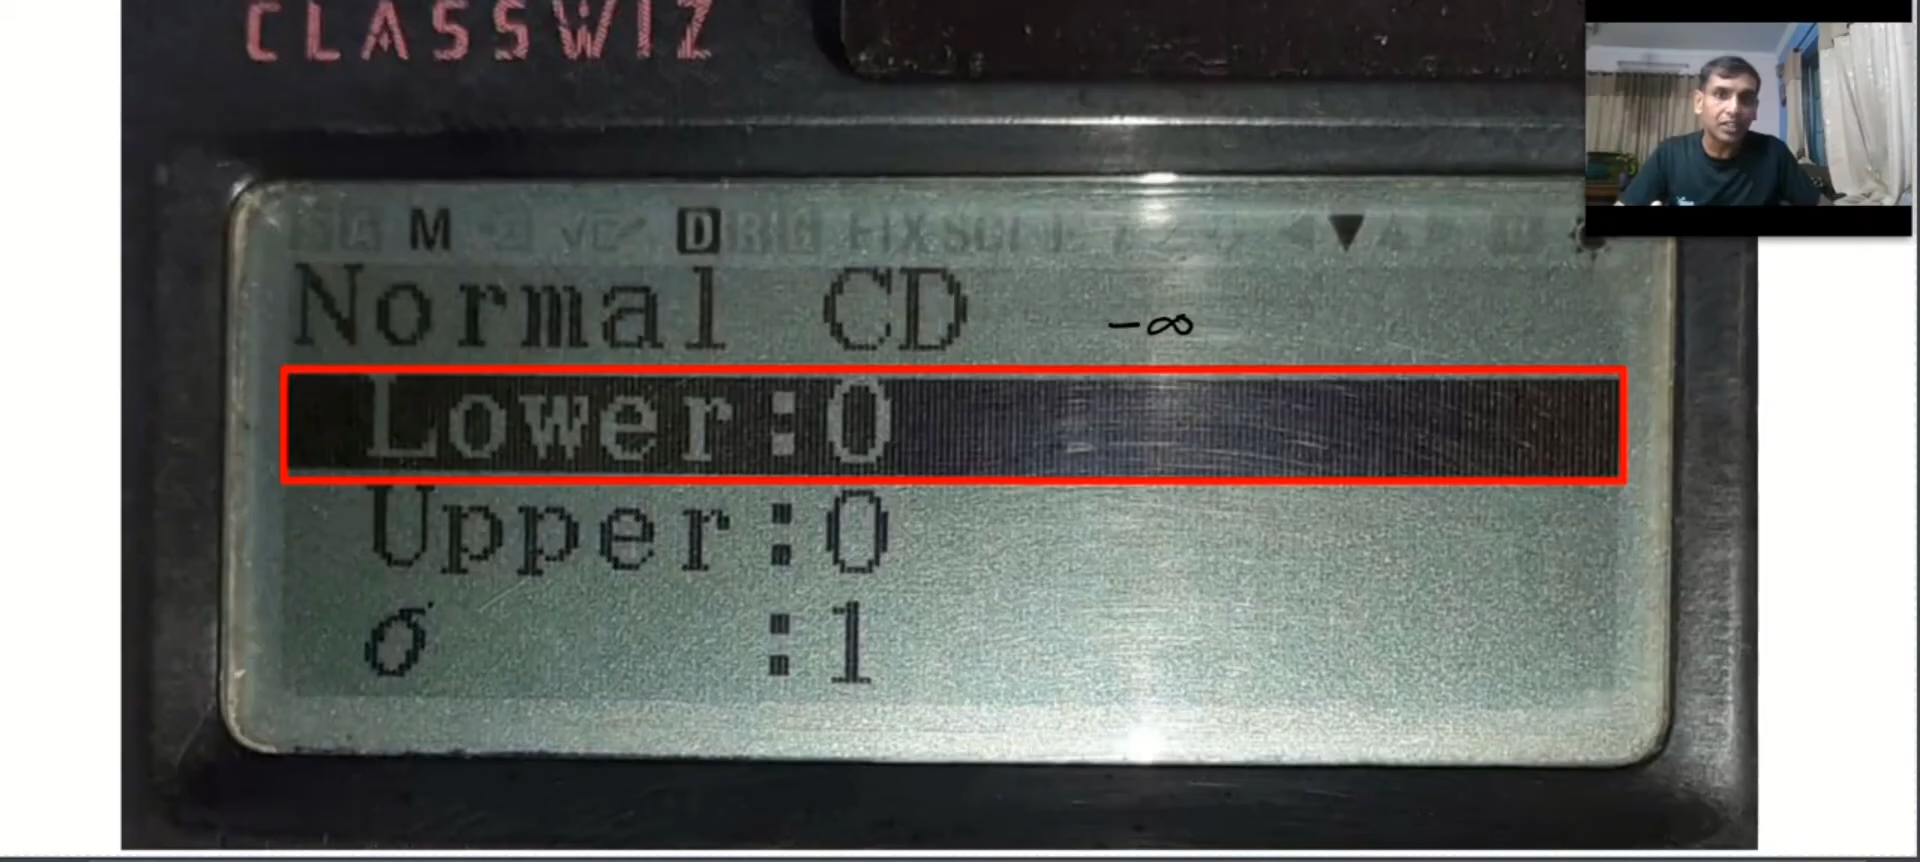 CLASSWIZ
M D ▼
Normal CD -∞
Lower:0
Upper:0
σ :1